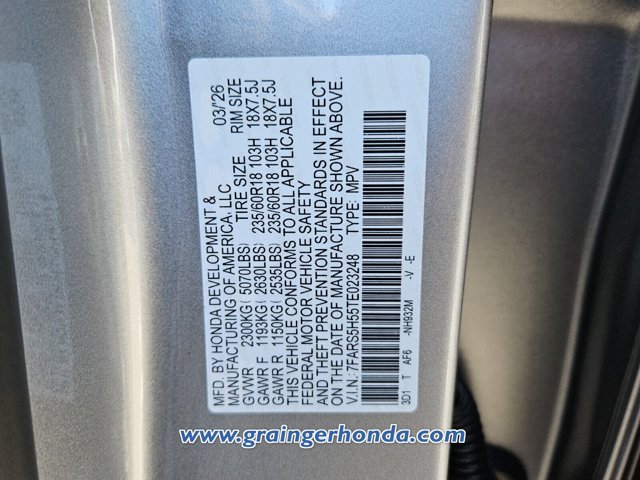 MFD. BY HONDA DEVELOPMENT & 03/'26
MANUFACTURING OF AMERICA, LLC
TIRE SIZE RIM SIZE
GVWR 2300KG( 5070LBS)
GAWR F 1193KG( 2630LBS) 235/60R18 103H 18X7.5J
GAWR R 1150KG( 2535LBS) 235/60R18 103H 18X7.5J
THIS VEHICLE CONFORMS TO ALL APPLICABLE
FEDERAL MOTOR VEHICLE SAFETY
AND THEFT PREVENTION STANDARDS IN EFFECT
ON THE DATE OF MANUFACTURE SHOWN ABOVE.
V.I.N.: 7FARS5H55TE023248 TYPE: MPV
3D1 T AF6 -NH932M -V -E
www.graingerhonda.com